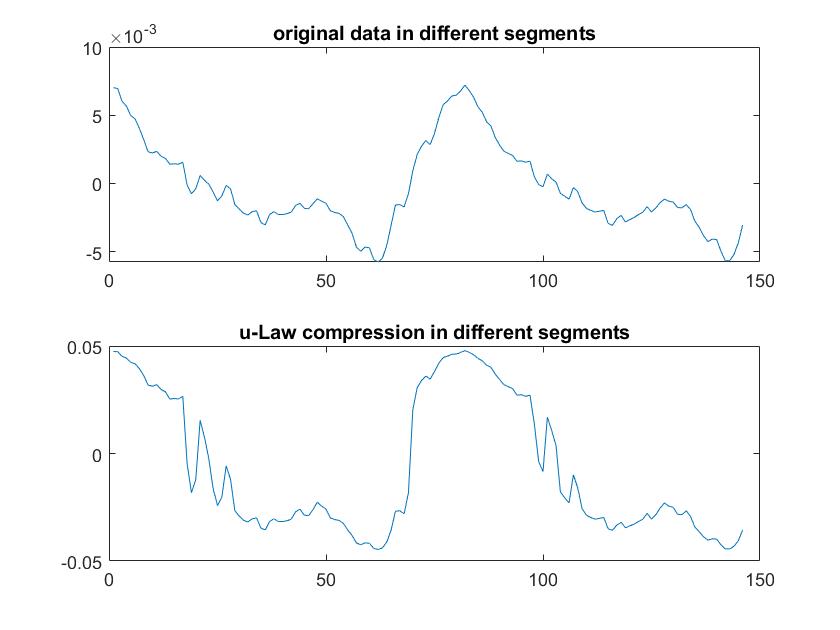 original data in different segments
×10-3
10
5
0
-5
0 50 100 150
u-Law compression in different segments
0.05
0
-0.05
0 50 100 150